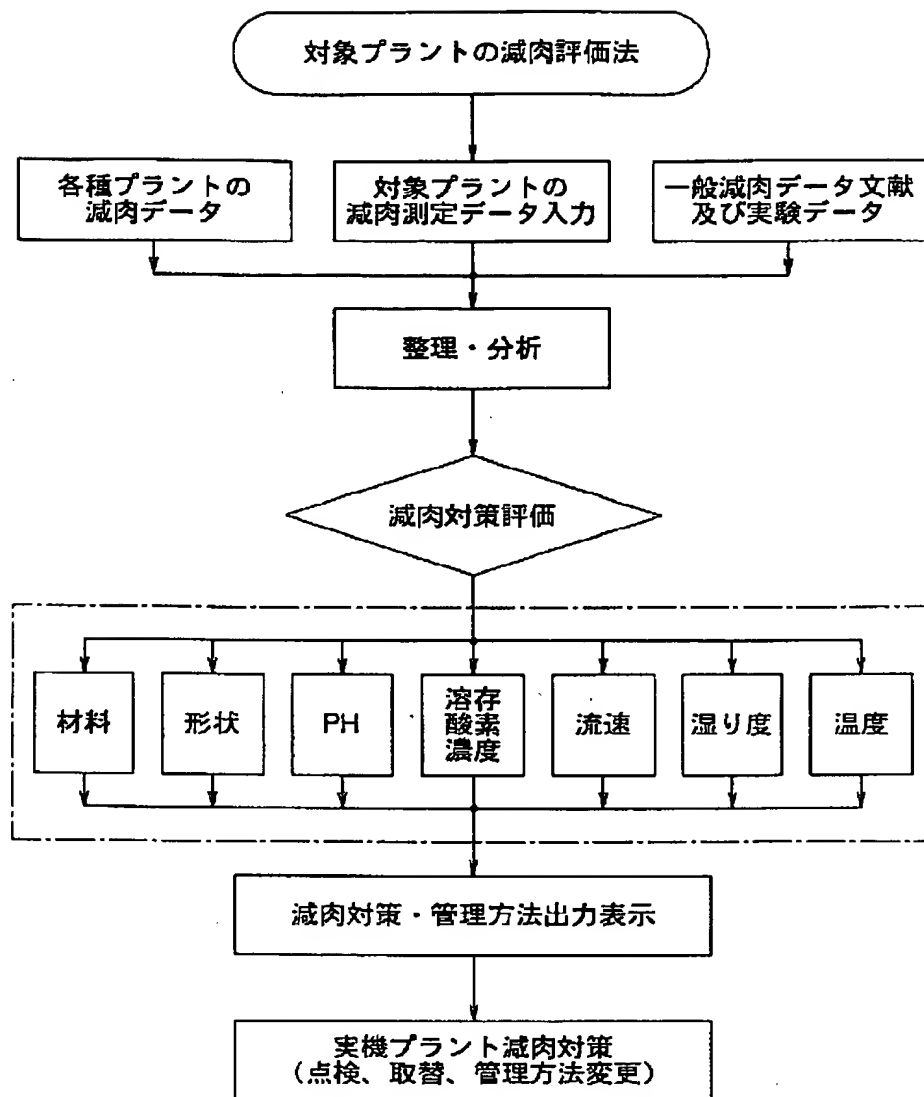 対象プラントの減肉評価法
各種プラントの
減肉データ
対象プラントの
減肉測定データ入力
一般減肉データ文献
及び実験データ
整理・分析
減肉対策評価
材料
形状
PH
溶存
酸素
濃度
流速
湿り度
温度
減肉対策・管理方法出力表示
実機プラント減肉対策
(点検、取替、管理方法変更)